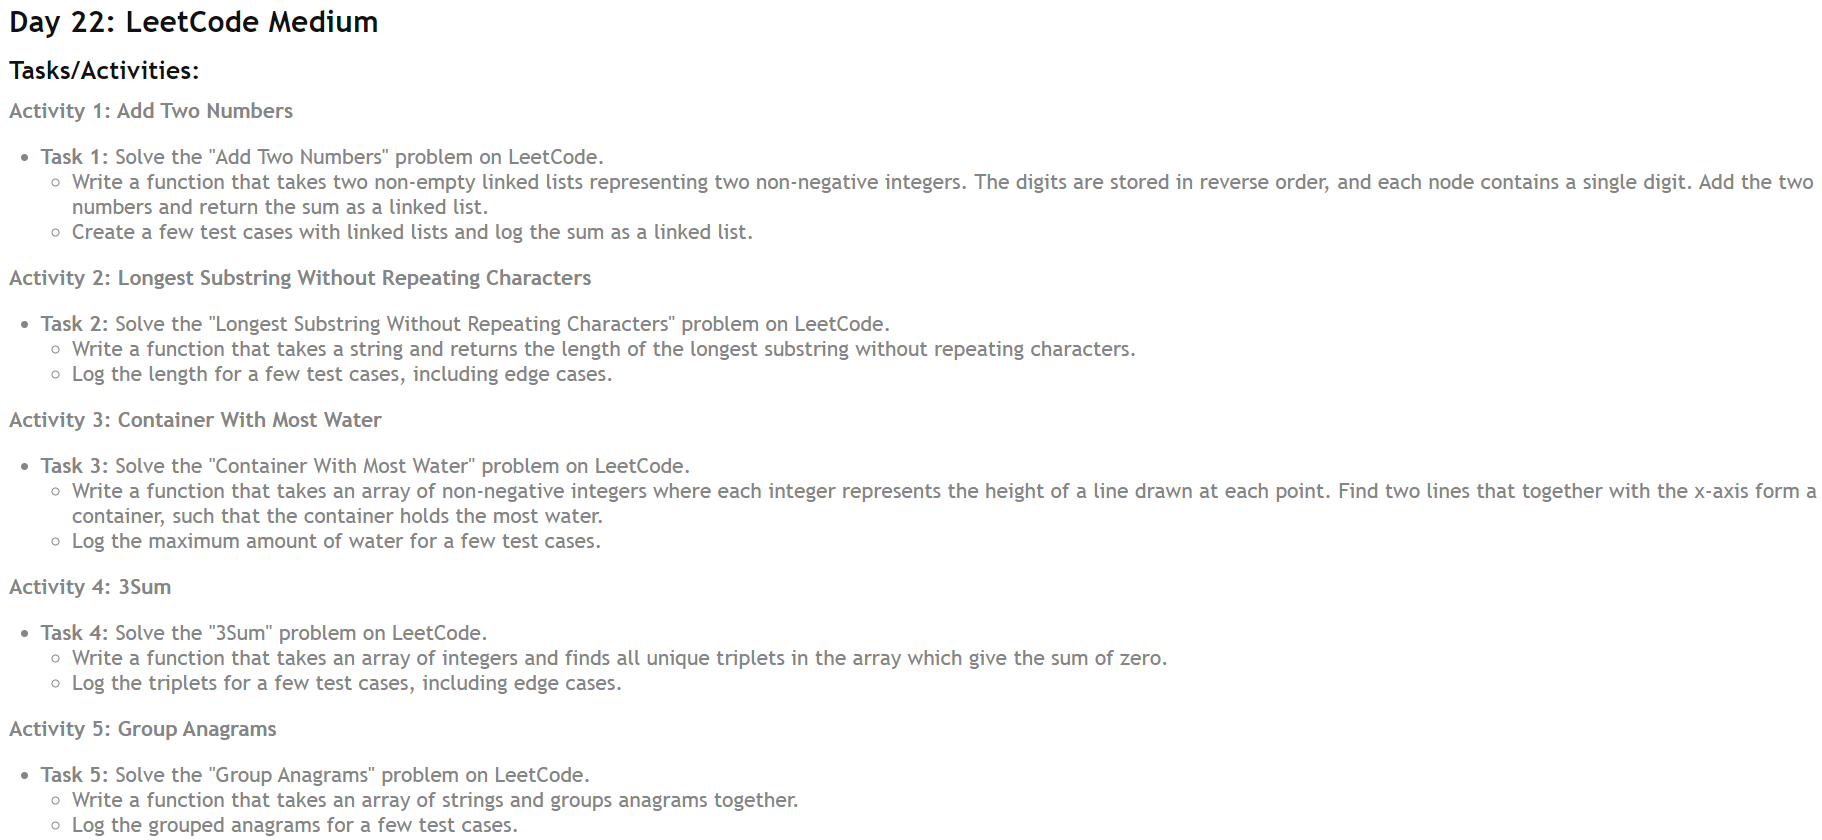 Day 22: LeetCode Medium
Tasks/Activities:
Activity 1: Add Two Numbers
Task 1: Solve the "Add Two Numbers" problem on LeetCode.
Write a function that takes two non-empty linked lists representing two non-negative integers. The digits are stored in reverse order, and each node contains a single digit. Add the two
numbers and return the sum as a linked list.
Create a few test cases with linked lists and log the sum as a linked list.
Activity 2: Longest Substring Without Repeating Characters
Task 2: Solve the "Longest Substring Without Repeating Characters" problem on LeetCode.
Write a function that takes a string and returns the length of the longest substring without repeating characters.
Log the length for a few test cases, including edge cases.
Activity 3: Container With Most Water
Task 3: Solve the "Container With Most Water" problem on LeetCode.
Write a function that takes an array of non-negative integers where each integer represents the height of a line drawn at each point. Find two lines that together with the x-axis form a
container, such that the container holds the most water.
Log the maximum amount of water for a few test cases.
Activity 4: 3Sum
Task 4: Solve the "3Sum" problem on LeetCode.
Write a function that takes an array of integers and finds all unique triplets in the array which give the sum of zero.
Log the triplets for a few test cases, including edge cases.
Activity 5: Group Anagrams
Task 5: Solve the "Group Anagrams" problem on LeetCode.
Write a function that takes an array of strings and groups anagrams together.
Log the grouped anagrams for a few test cases.